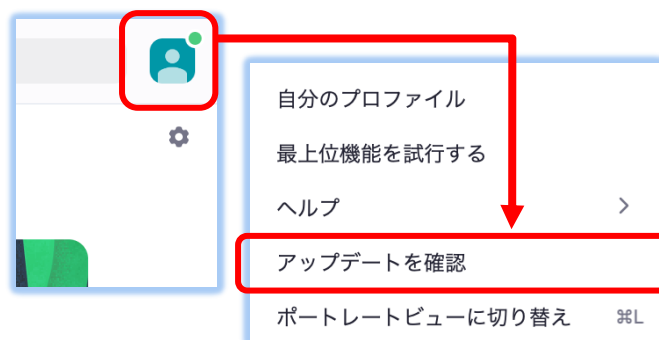 自分のプロファイル
最上位機能を試行する
ヘルプ
アップデートを確認
ポートレートビューに切り替え ⌘L